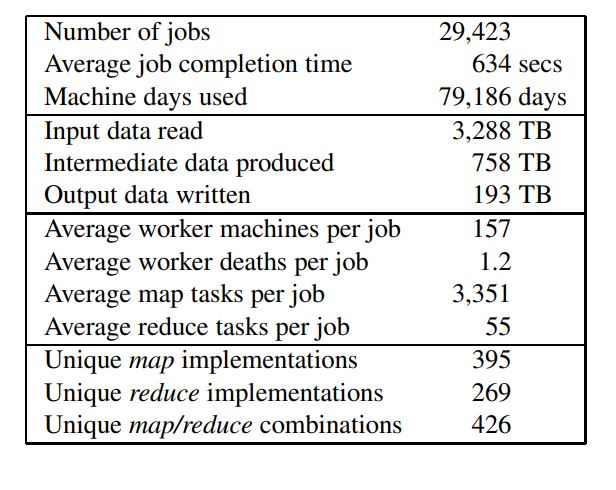 Number of jobs 29,423
Average job completion time 634 secs
Machine days used 79,186 days
Input data read 3,288 TB
Intermediate data produced 758 TB
Output data written 193 TB
Average worker machines per job 157
Average worker deaths per job 1.2
Average map tasks per job 3,351
Average reduce tasks per job 55
Unique map implementations 395
Unique reduce implementations 269
Unique map/reduce combinations 426